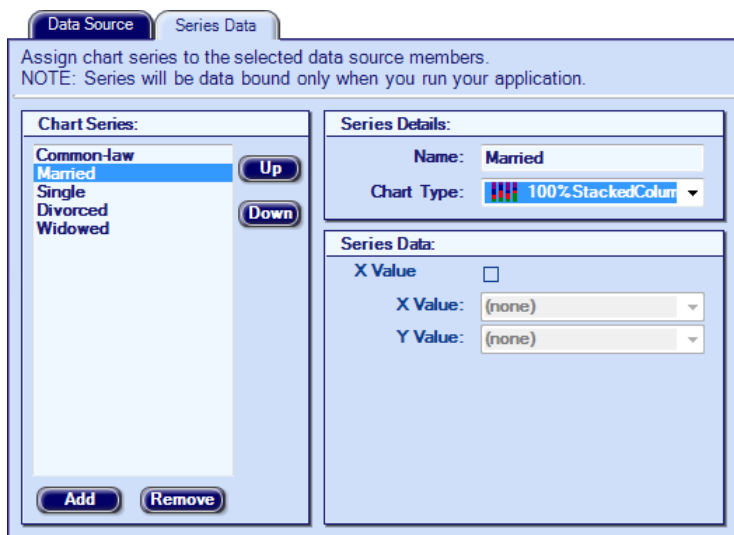 Data Source
Series Data
Assign chart series to the selected data source members.
NOTE: Series will be data bound only when you run your application.
Chart Series:
Common-law
Married
Single
Divorced
Widowed
Up
Down
Add
Remove
Series Details:
Name: Married
Chart Type: 100%StackedColum
Series Data:
X Value
X Value: (none)
Y Value: (none)